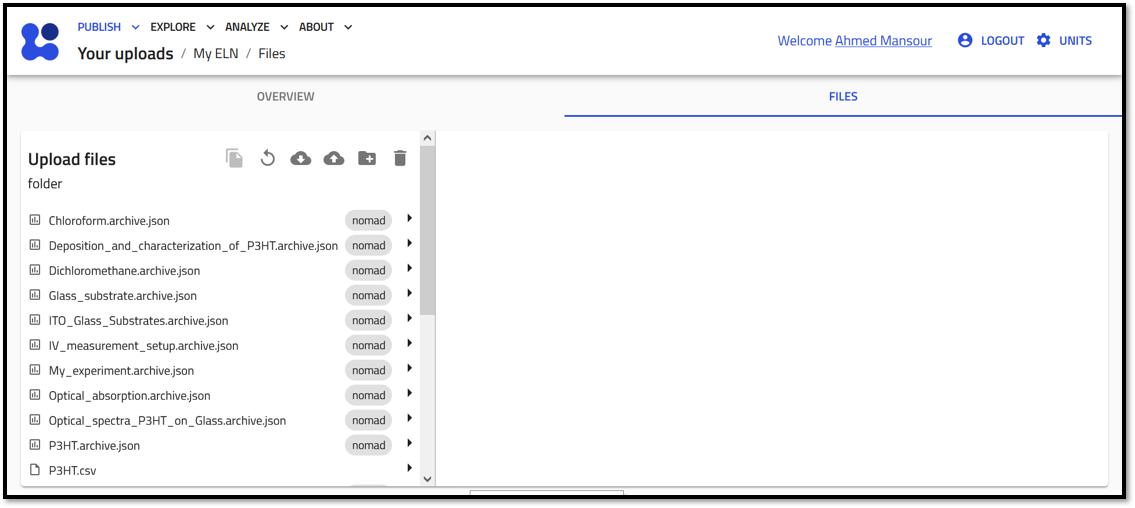 PUBLISH EXPLORE ANALYZE ABOUT
Your uploads / My ELN / Files
Welcome Ahmed Mansour LOGOUT UNITS
OVERVIEW FILES
Upload files
folder
Chloroform.archive.json nomad
Deposition_and_characterization_of_P3HT.archive.json nomad
Dichloromethane.archive.json nomad
Glass_substrate.archive.json nomad
ITO_Glass_Substrates.archive.json nomad
IV_measurement_setup.archive.json nomad
My_experiment.archive.json nomad
Optical_absorption.archive.json nomad
Optical_spectra_P3HT_on_Glass.archive.json nomad
P3HT.archive.json nomad
P3HT.csv